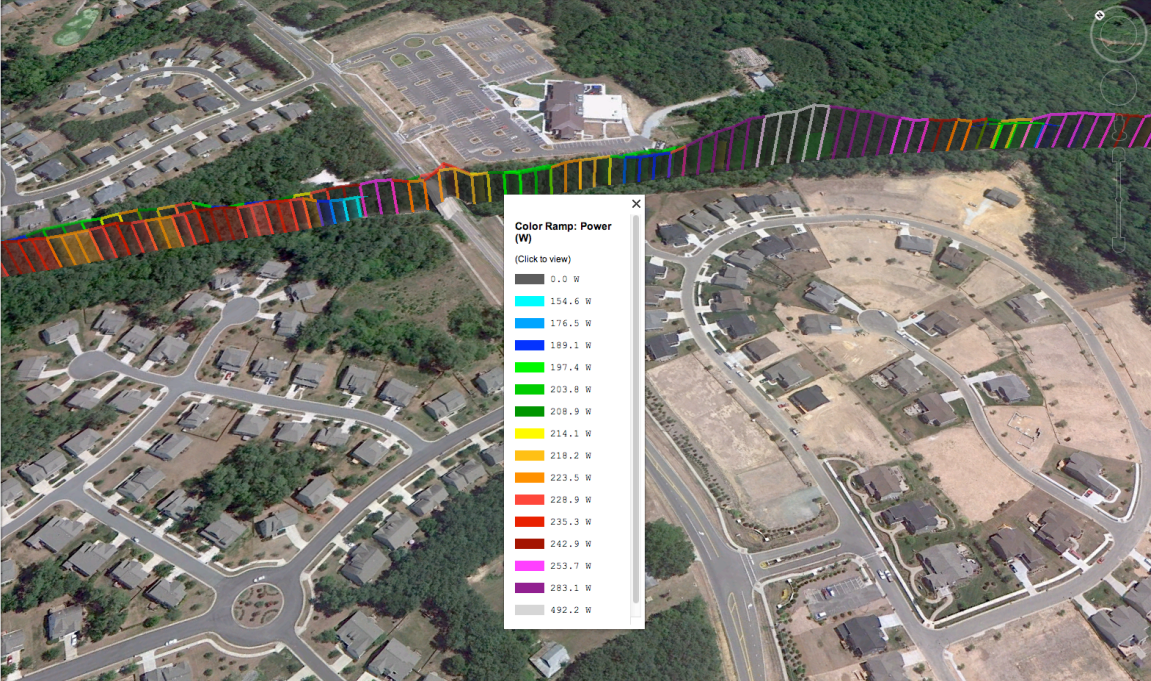 Color Ramp: Power
(W)
(Click to view)
0.0 W
154.6 W
176.5 W
189.1 W
197.4 W
203.8 W
208.9 W
214.1 W
218.2 W
223.5 W
228.9 W
235.3 W
242.9 W
253.7 W
283.1 W
492.2 W